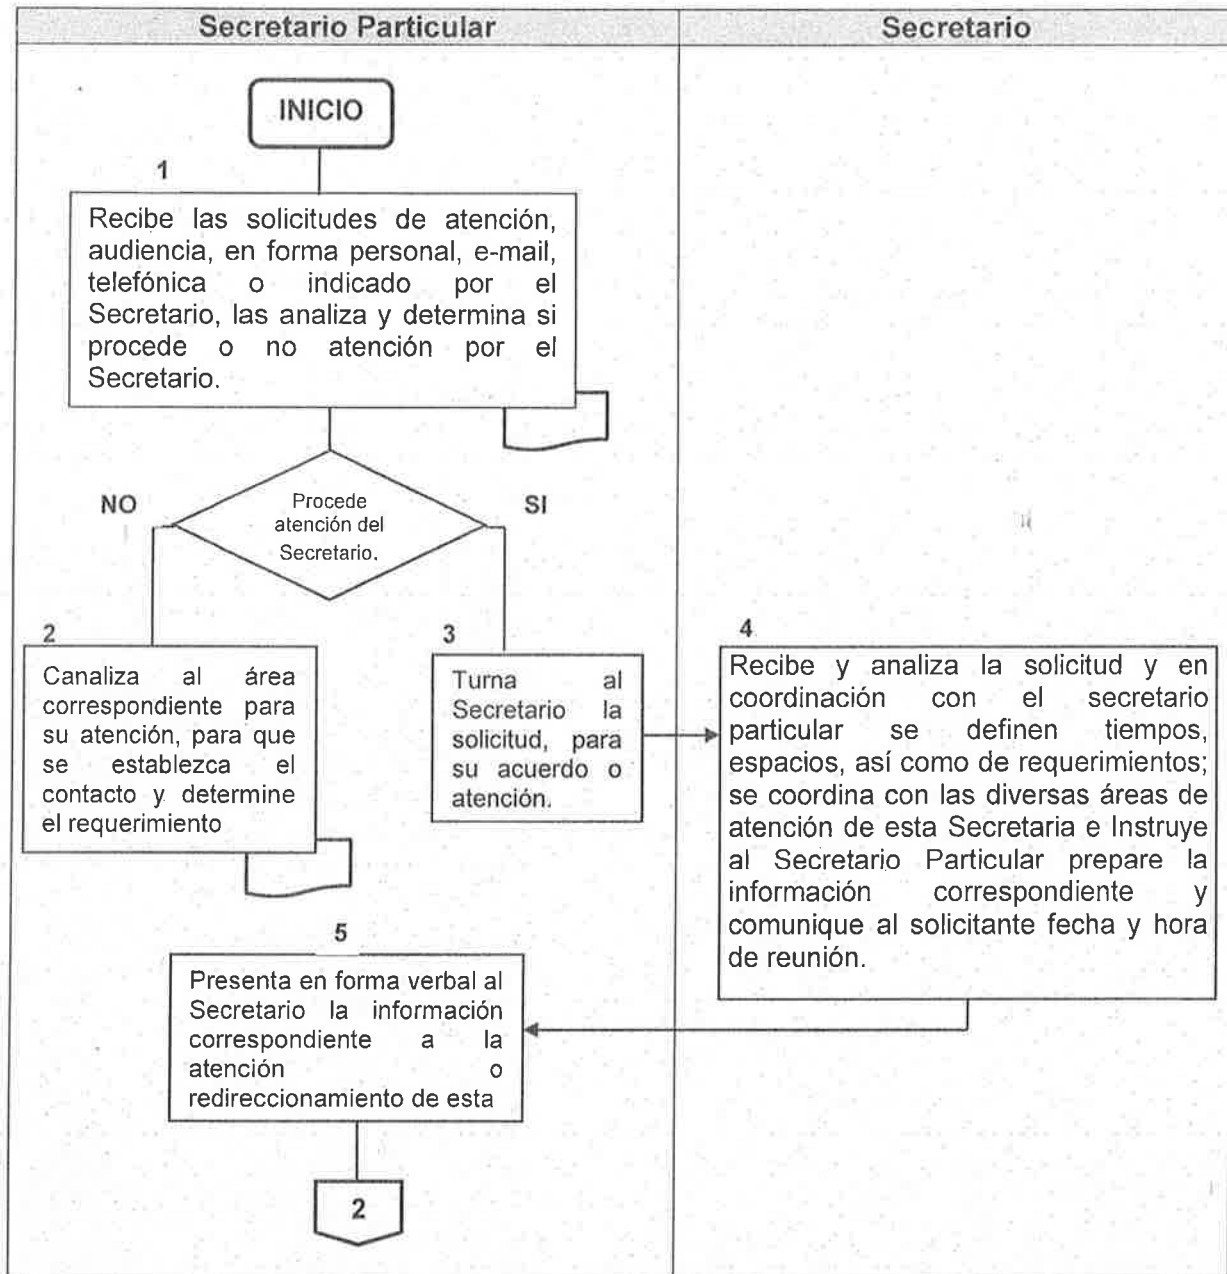 Secretario Particular
Secretario
INICIO
1
Recibe las solicitudes de atención,
audiencia, en forma personal, e-mail,
telefónica o indicado por el
Secretario, las analiza y determina si
procede o no atención por el
Secretario.
NO
Procede
atención del
Secretario.
SI
2
Canaliza al área
correspondiente para
su atención, para que
se establezca el
contacto y determine
el requerimiento
3
Turna al
Secretario la
solicitud, para
su acuerdo o
atención.
4
Recibe y analiza la solicitud y en
coordinación con el secretario
particular se definen tiempos,
espacios, así como de requerimientos;
se coordina con las diversas áreas de
atención de esta Secretaria e Instruye
al Secretario Particular prepare la
información correspondiente y
comunique al solicitante fecha y hora
de reunión.
5
Presenta en forma verbal al
Secretario la información
correspondiente a la
atención o
redireccionamiento de esta
2